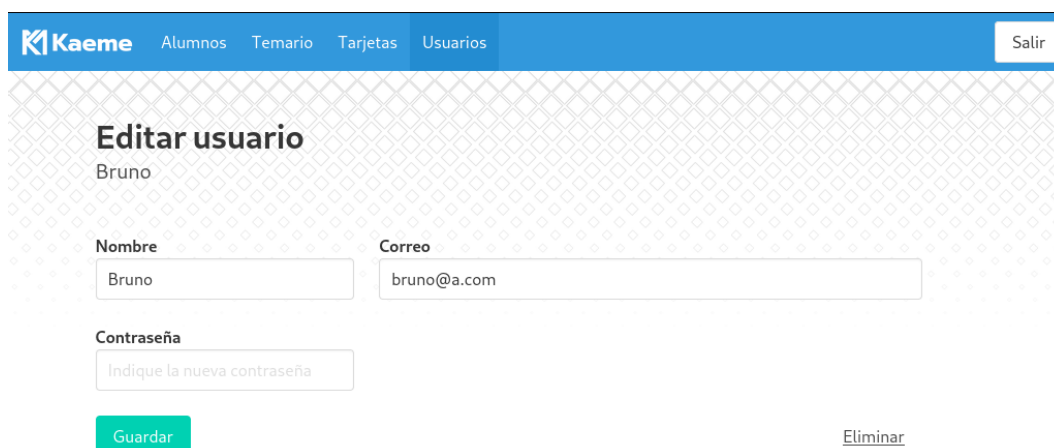 Kaeme Alumnos Temario Tarjetas Usuarios Salir
Editar usuario
Bruno
Nombre Correo
Bruno bruno@a.com
Contraseña
Indique la nueva contraseña
Guardar Eliminar